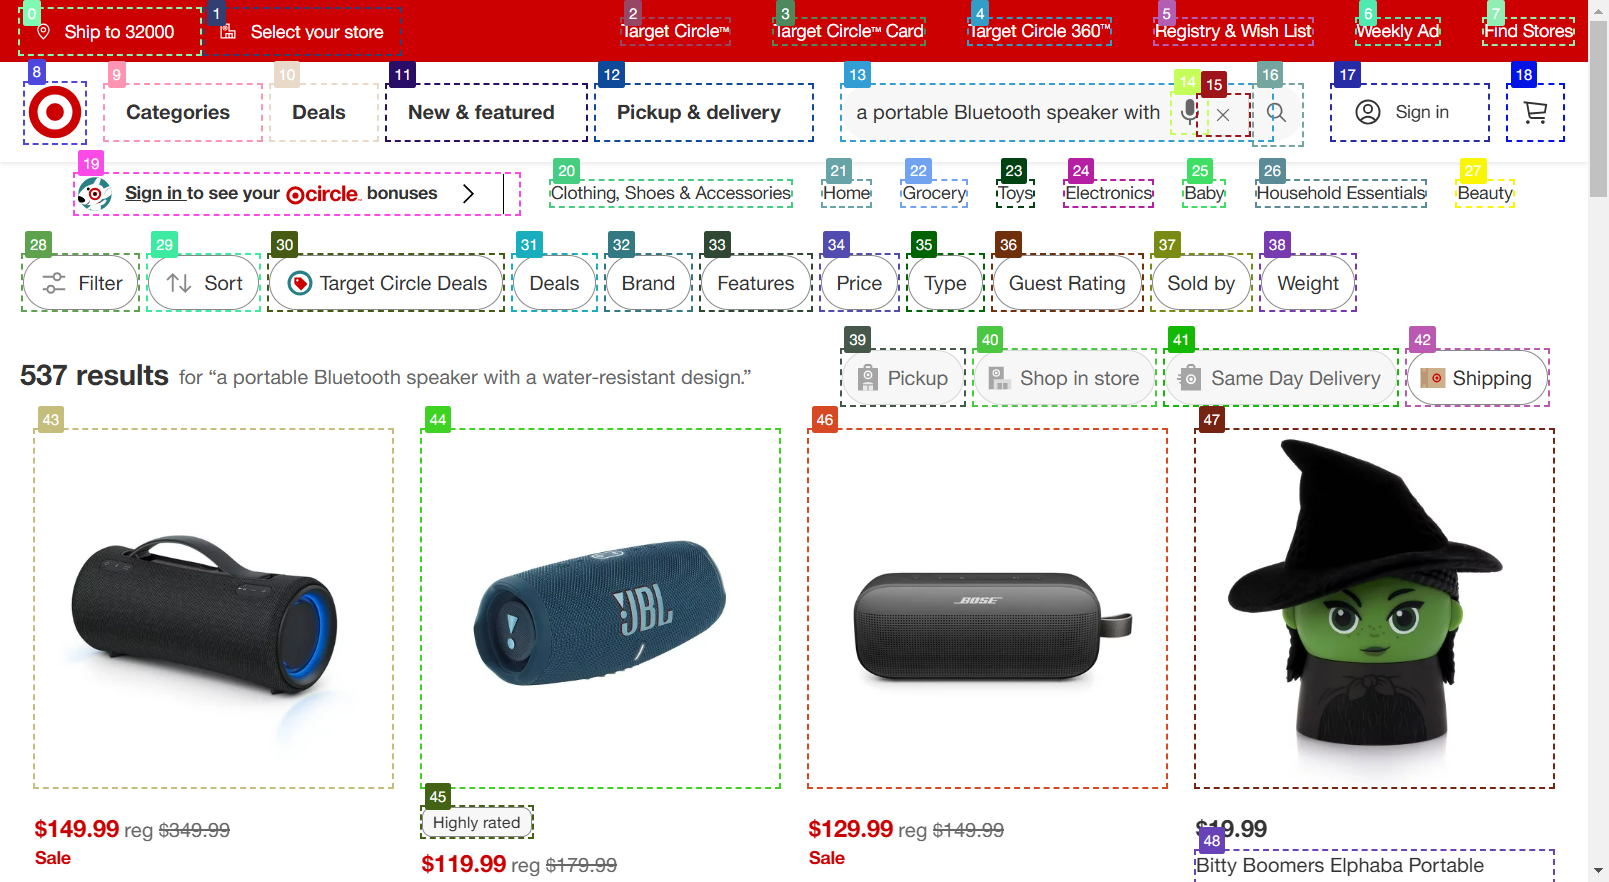 0 1 2 3 4 5 6 7
Ship to 32000 Select your store Target Circle™ Target Circle™ Card Target Circle 360™ Registry & Wish List Weekly Ad Find Stores
8 9 10 11 12 13 14 15 16 17 18
Categories Deals New & featured Pickup & delivery a portable Bluetooth speaker with Sign in
19 20 21 22 23 24 25 26 27
Sign in to see your circle™ bonuses Clothing, Shoes & Accessories Home Grocery Toys Electronics Baby Household Essentials Beauty
28 29 30 31 32 33 34 35 36 37 38
Filter Sort Target Circle Deals Deals Brand Features Price Type Guest Rating Sold by Weight
39 40 41 42
537 results for “a portable Bluetooth speaker with a water-resistant design.” Pickup Shop in store Same Day Delivery Shipping
43 44 46 47
JBL
BOSE
45
Highly rated
$149.99 reg $349.99
Sale
$119.99 reg $179.99
$129.99 reg $149.99
Sale
$19.99
48
Bitty Boomers Elphaba Portable